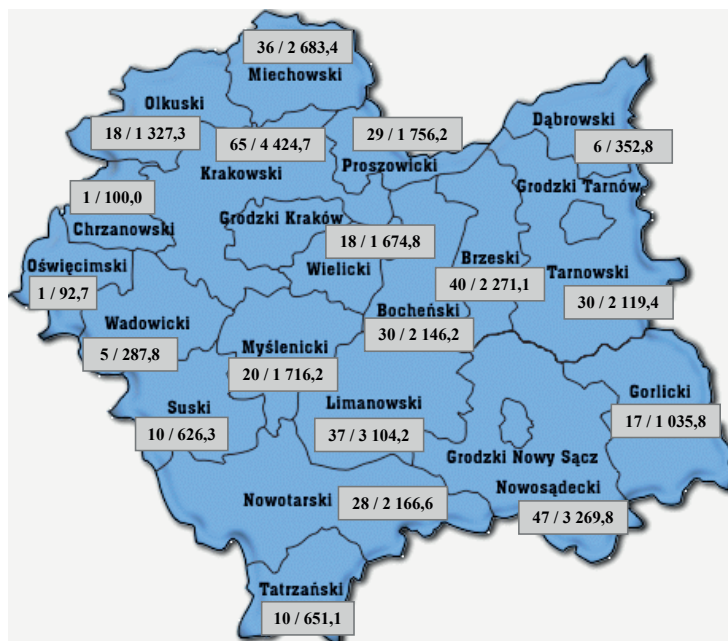 36 / 2 683,4
Miechowski
Olkuski
18 / 1 327,3
65 / 4 424,7
Krakowski
29 / 1 756,2
Proszowicki
Dąbrowski
6 / 352,8
Grodzki Tarnów
1 / 100,0
Chrzanowski
Grodzki Kraków
18 / 1 674,8
Wielicki
Brzeski
40 / 2 271,1
Tarnowski
30 / 2 119,4
Oświęcimski
1 / 92,7
Wadowicki
5 / 287,8
Bocheński
30 / 2 146,2
Myślenicki
20 / 1 716,2
Suski
10 / 626,3
Limanowski
37 / 3 104,2
Gorlicki
17 / 1 035,8
Grodzki Nowy Sącz
Nowosądecki
47 / 3 269,8
Nowotarski
28 / 2 166,6
Tatrzański
10 / 651,1